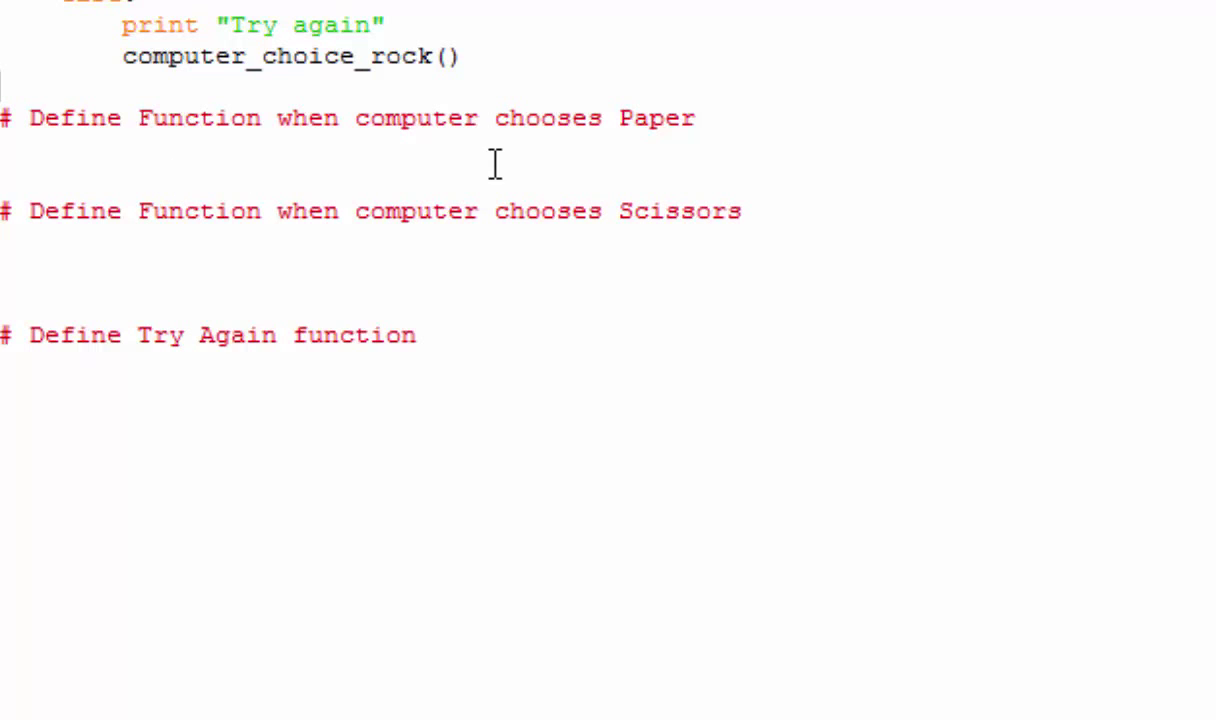 print "Try again"
computer_choice_rock()
# Define Function when computer chooses Paper
# Define Function when computer chooses Scissors
# Define Try Again function